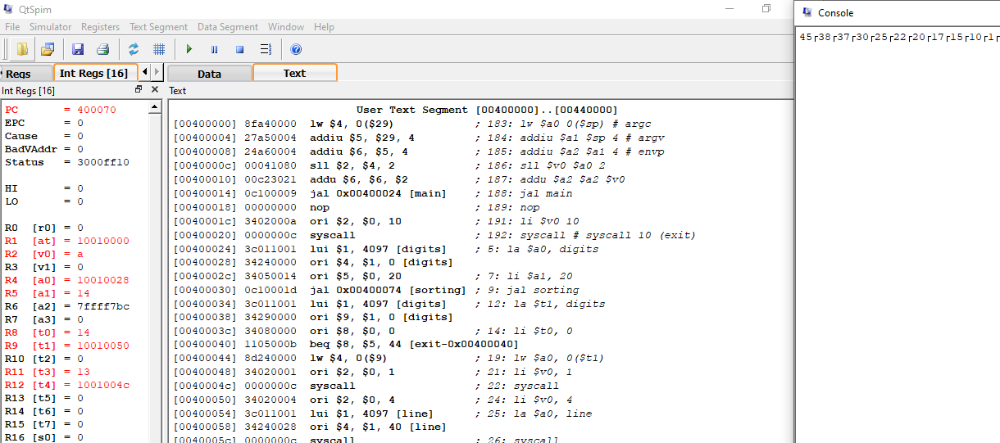 QtSpim
File Simulator Registers Text Segment Data Segment Window Help
Regs Int Regs [16]
Data Text
Int Regs [16]
Text
PC = 400070
EPC = 0
Cause = 0
BadVAddr = 0
Status = 3000ff10
HI = 0
LO = 0
R0 [r0] = 0
R1 [at] = 10010000
R2 [v0] = a
R3 [v1] = 0
R4 [a0] = 10010028
R5 [a1] = 14
R6 [a2] = 7ffff7bc
R7 [a3] = 0
R8 [t0] = 14
R9 [t1] = 10010050
R10 [t2] = 0
R11 [t3] = 13
R12 [t4] = 1001004c
R13 [t5] = 0
R14 [t6] = 0
R15 [t7] = 0
R16 [s0] = 0
User Text Segment [00400000]..[00440000]
[00400000] 8fa40000 lw $4, 0($29) ; 183: lw $a0 0($sp) # argc
[00400004] 27a50004 addiu $5, $29, 4 ; 184: addiu $a1 $sp 4 # argv
[00400008] 24a60004 addiu $6, $5, 4 ; 185: addiu $a2 $a1 4 # envp
[0040000c] 00041080 sll $2, $4, 2 ; 186: sll $v0 $a0 2
[00400010] 00c23021 addu $6, $6, $2 ; 187: addu $a2 $a2 $v0
[00400014] 0c100009 jal 0x00400024 [main] ; 188: jal main
[00400018] 00000000 nop ; 189: nop
[0040001c] 3402000a ori $2, $0, 10 ; 191: li $v0 10
[00400020] 0000000c syscall ; 192: syscall # syscall 10 (exit)
[00400024] 3c011001 lui $1, 4097 [digits] ; 5: la $a0, digits
[00400028] 34240000 ori $4, $1, 0 [digits]
[0040002c] 34050014 ori $5, $0, 20 ; 7: li $a1, 20
[00400030] 0c10001d jal 0x00400074 [sorting] ; 9: jal sorting
[00400034] 3c011001 lui $1, 4097 [digits] ; 12: la $t1, digits
[00400038] 34290000 ori $9, $1, 0 [digits]
[0040003c] 34080000 ori $8, $0, 0 ; 14: li $t0, 0
[00400040] 1105000b beq $8, $5, 44 [exit-0x00400040]
[00400044] 8d240000 lw $4, 0($9) ; 19: lw $a0, 0($t1)
[00400048] 34020001 ori $2, $0, 1 ; 21: li $v0, 1
[0040004c] 0000000c syscall ; 22: syscall
[00400050] 34020004 ori $2, $0, 4 ; 24: li $v0, 4
[00400054] 3c011001 lui $1, 4097 [line] ; 25: la $a0, line
[00400058] 34240028 ori $4, $1, 40 [line]
[0040005c] 0000000c syscall ; 26: syscall
Console
45┌38┌37┌30┌25┌22┌20┌17┌15┌10┌1┌